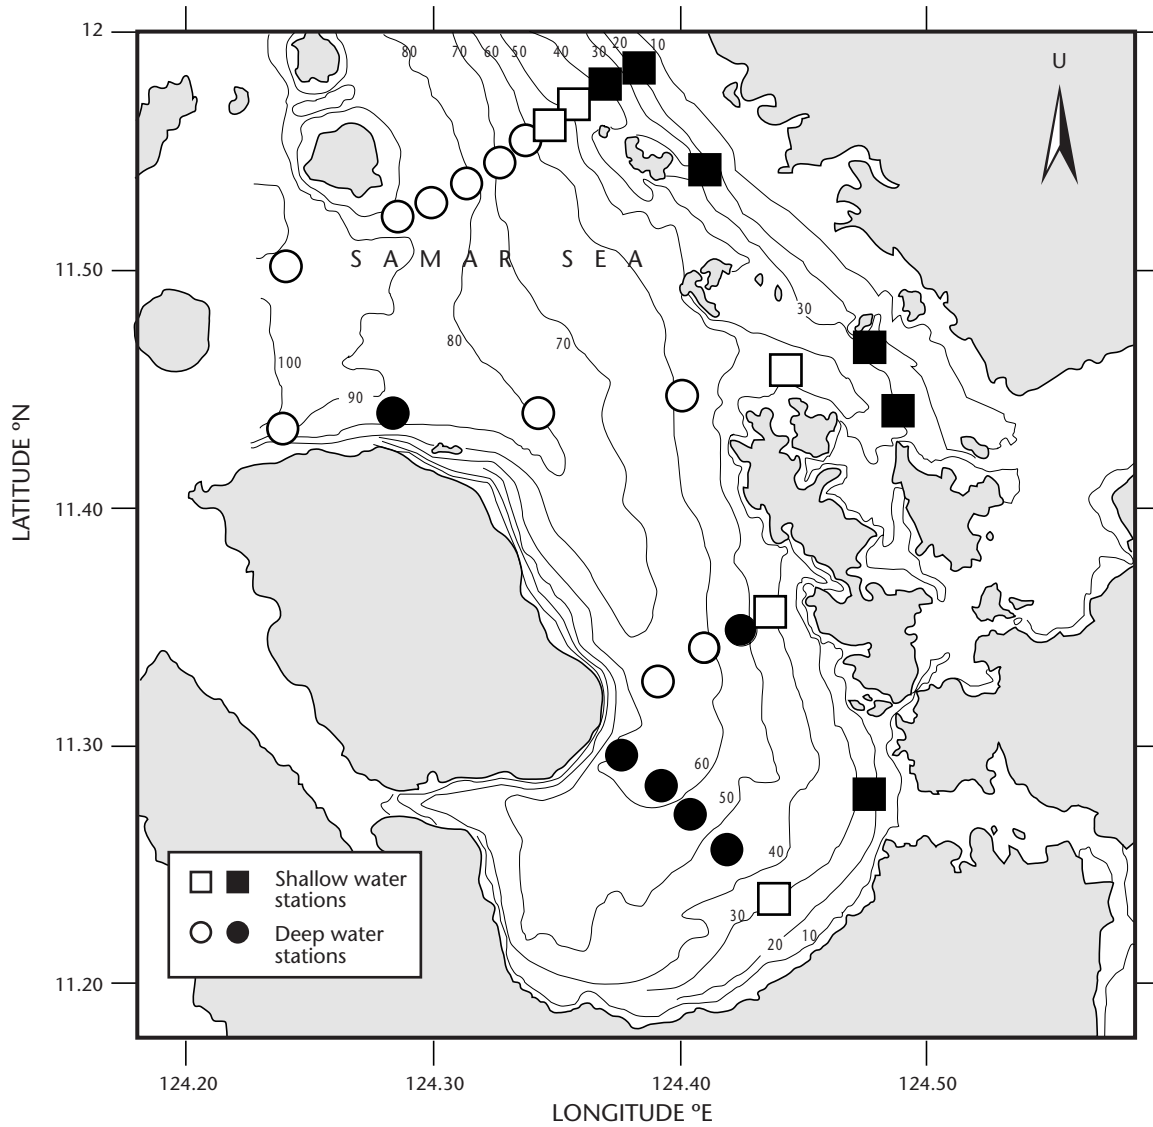 12
80 70 60 50 40 30 20 10
U
SAMAR SEA
11.50
30
80
70
100
90
LATITUDE ºN
11.40
11.30
60
50
40
Shallow water
stations
30
Deep water
stations
20 10
11.20
124.20 124.30 124.40 124.50
LONGITUDE ºE